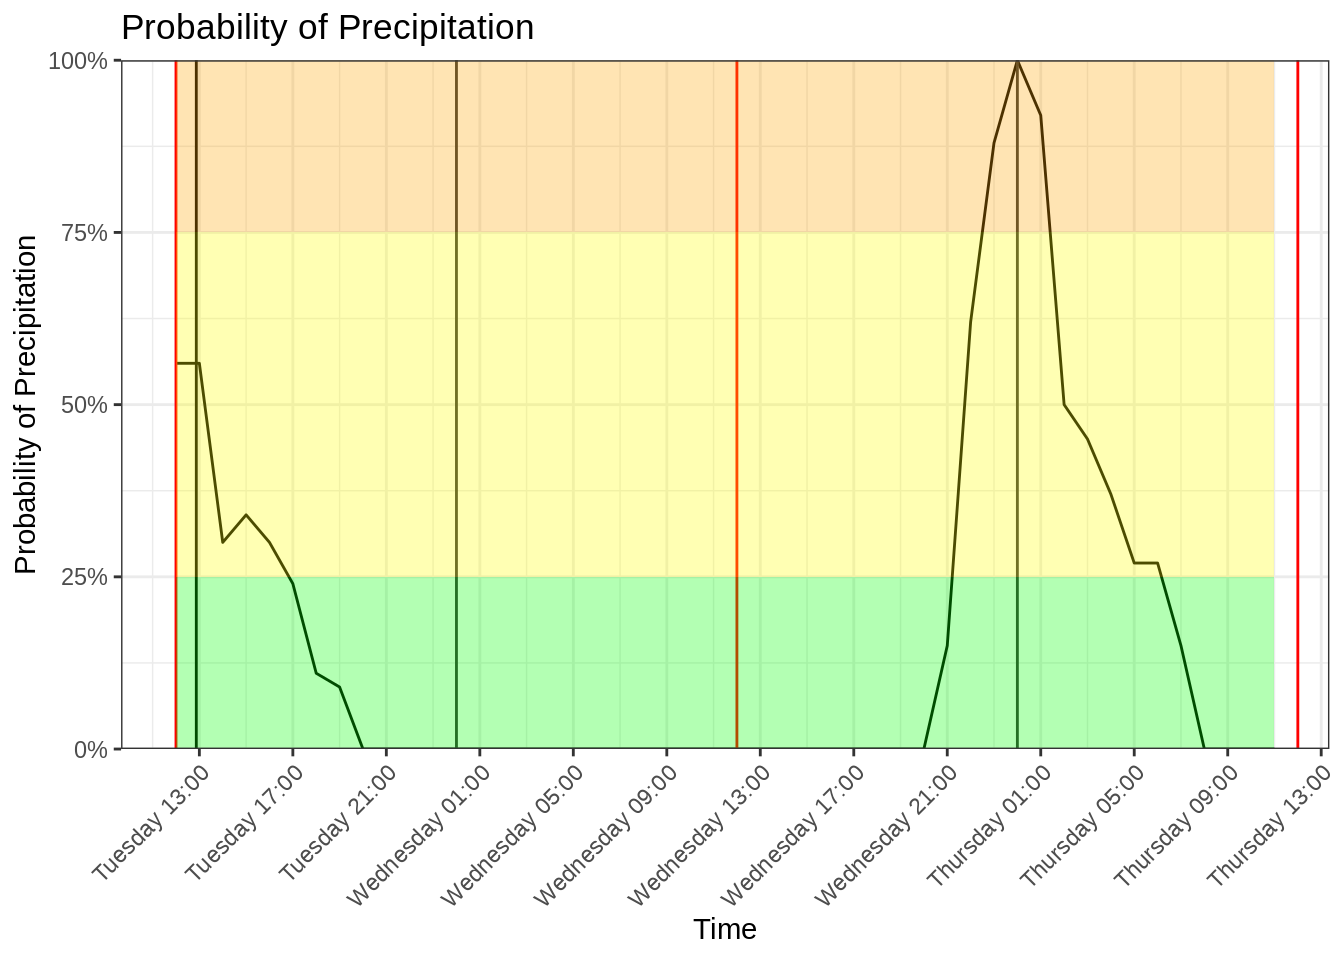 Probability of Precipitation
100%
75%
50%
25%
0%
Probability of Precipitation
Tuesday 13:00
Tuesday 17:00
Tuesday 21:00
Wednesday 01:00
Wednesday 05:00
Wednesday 09:00
Wednesday 13:00
Wednesday 17:00
Wednesday 21:00
Thursday 01:00
Thursday 05:00
Thursday 09:00
Thursday 13:00
Time